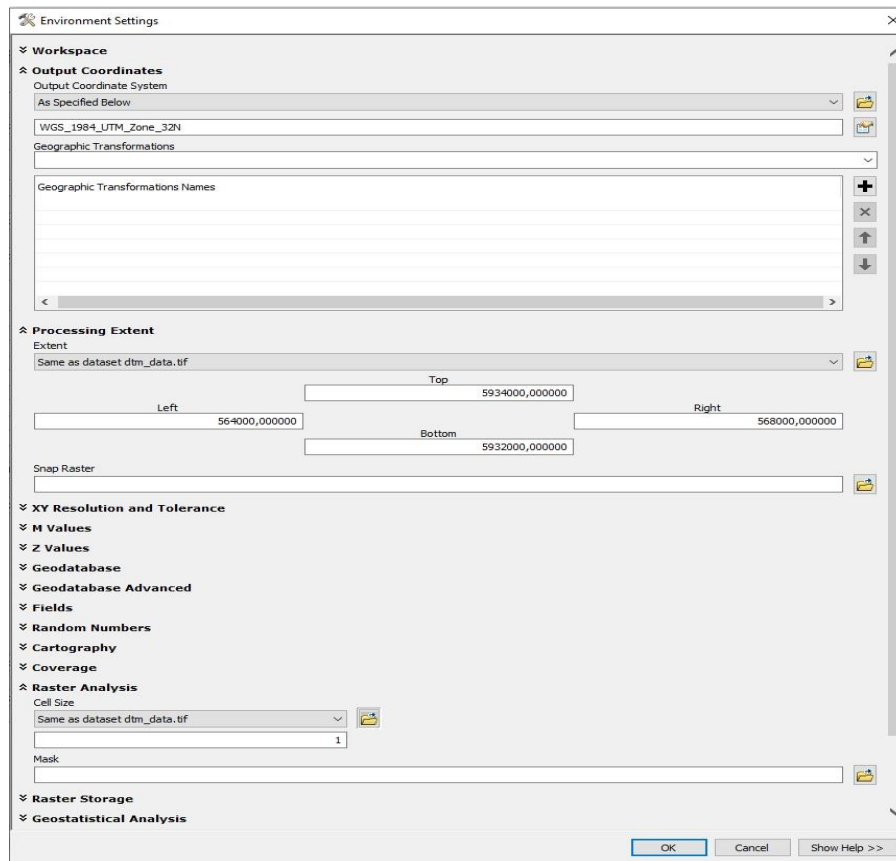 Environment Settings
Workspace
Output Coordinates
Output Coordinate System
As Specified Below
WGS_1984_UTM_Zone_32N
Geographic Transformations
Geographic Transformations Names
Processing Extent
Extent
Same as dataset dtm_data.tif
Top
5934000,000000
Left Right
564000,000000 568000,000000
Bottom
5932000,000000
Snap Raster
XY Resolution and Tolerance
M Values
Z Values
Geodatabase
Geodatabase Advanced
Fields
Random Numbers
Cartography
Coverage
Raster Analysis
Cell Size
Same as dataset dtm_data.tif
1
Mask
Raster Storage
Geostatistical Analysis
OK Cancel Show Help >>